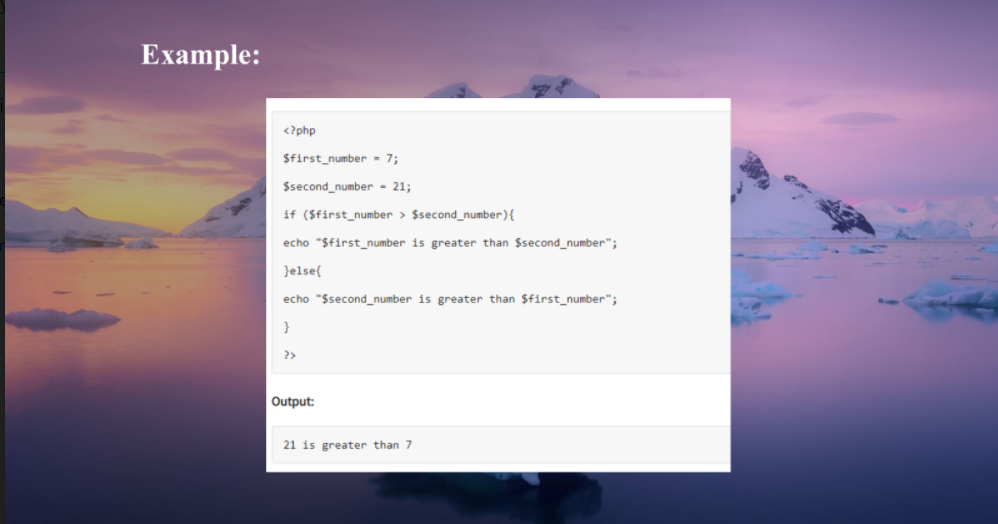 Example:
<?php
$first_number = 7;
$second_number = 21;
if ($first_number > $second_number){
echo "$first_number is greater than $second_number";
}else{
echo "$second_number is greater than $first_number";
}
?>
Output:
21 is greater than 7